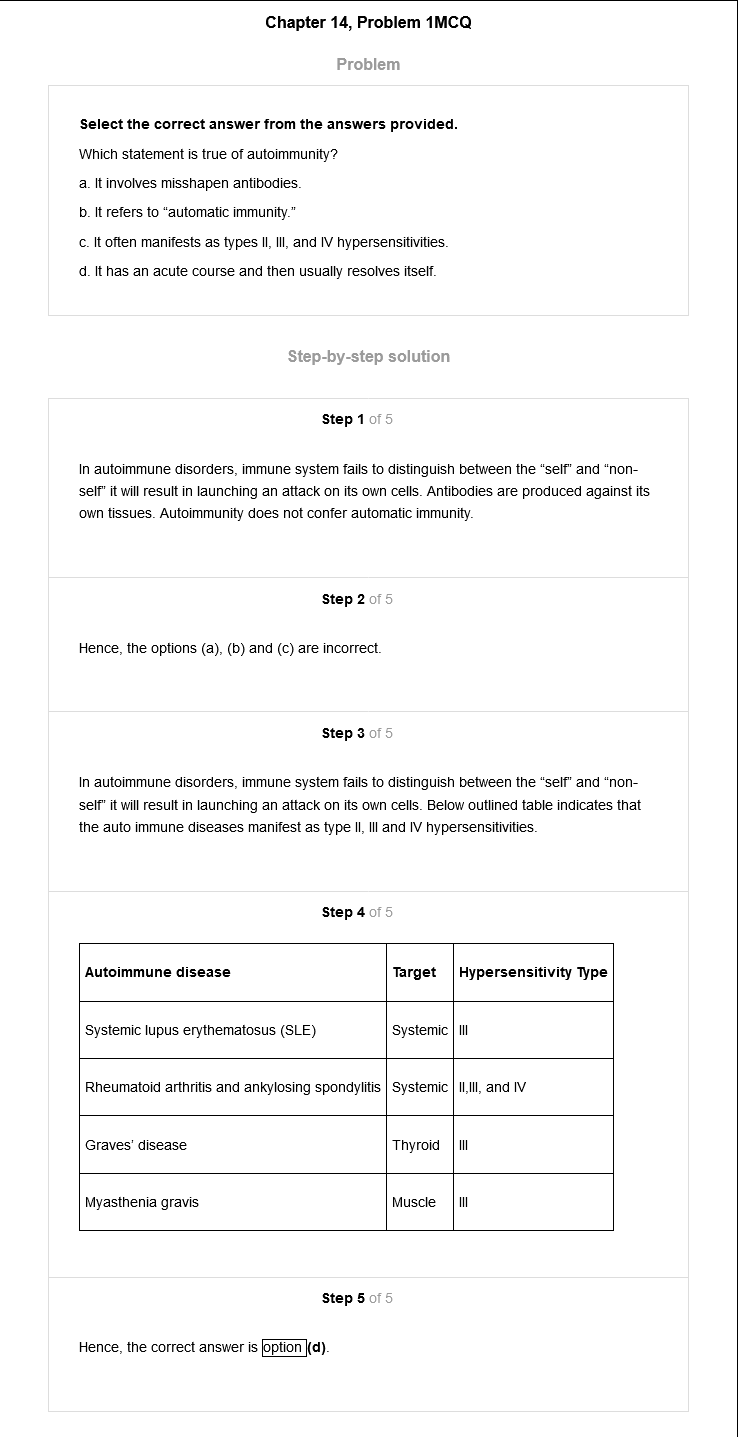 Chapter 14, Problem 1MCQ
Problem
Select the correct answer from the answers provided.
Which statement is true of autoimmunity?
a. It involves misshapen antibodies.
b. It refers to “automatic immunity.”
c. It often manifests as types II, III, and IV hypersensitivities.
d. It has an acute course and then usually resolves itself.
Step-by-step solution
Step 1 of 5
In autoimmune disorders, immune system fails to distinguish between the “self” and “non-
self” it will result in launching an attack on its own cells. Antibodies are produced against its
own tissues. Autoimmunity does not confer automatic immunity.
Step 2 of 5
Hence, the options (a), (b) and (c) are incorrect.
Step 3 of 5
In autoimmune disorders, immune system fails to distinguish between the “self” and “non-
self” it will result in launching an attack on its own cells. Below outlined table indicates that
the auto immune diseases manifest as type II, III and IV hypersensitivities.
Step 4 of 5
Autoimmune disease Target Hypersensitivity Type
Systemic lupus erythematosus (SLE) Systemic III
Rheumatoid arthritis and ankylosing spondylitis Systemic II,III, and IV
Graves’ disease Thyroid III
Myasthenia gravis Muscle III
Step 5 of 5
Hence, the correct answer is option (d).